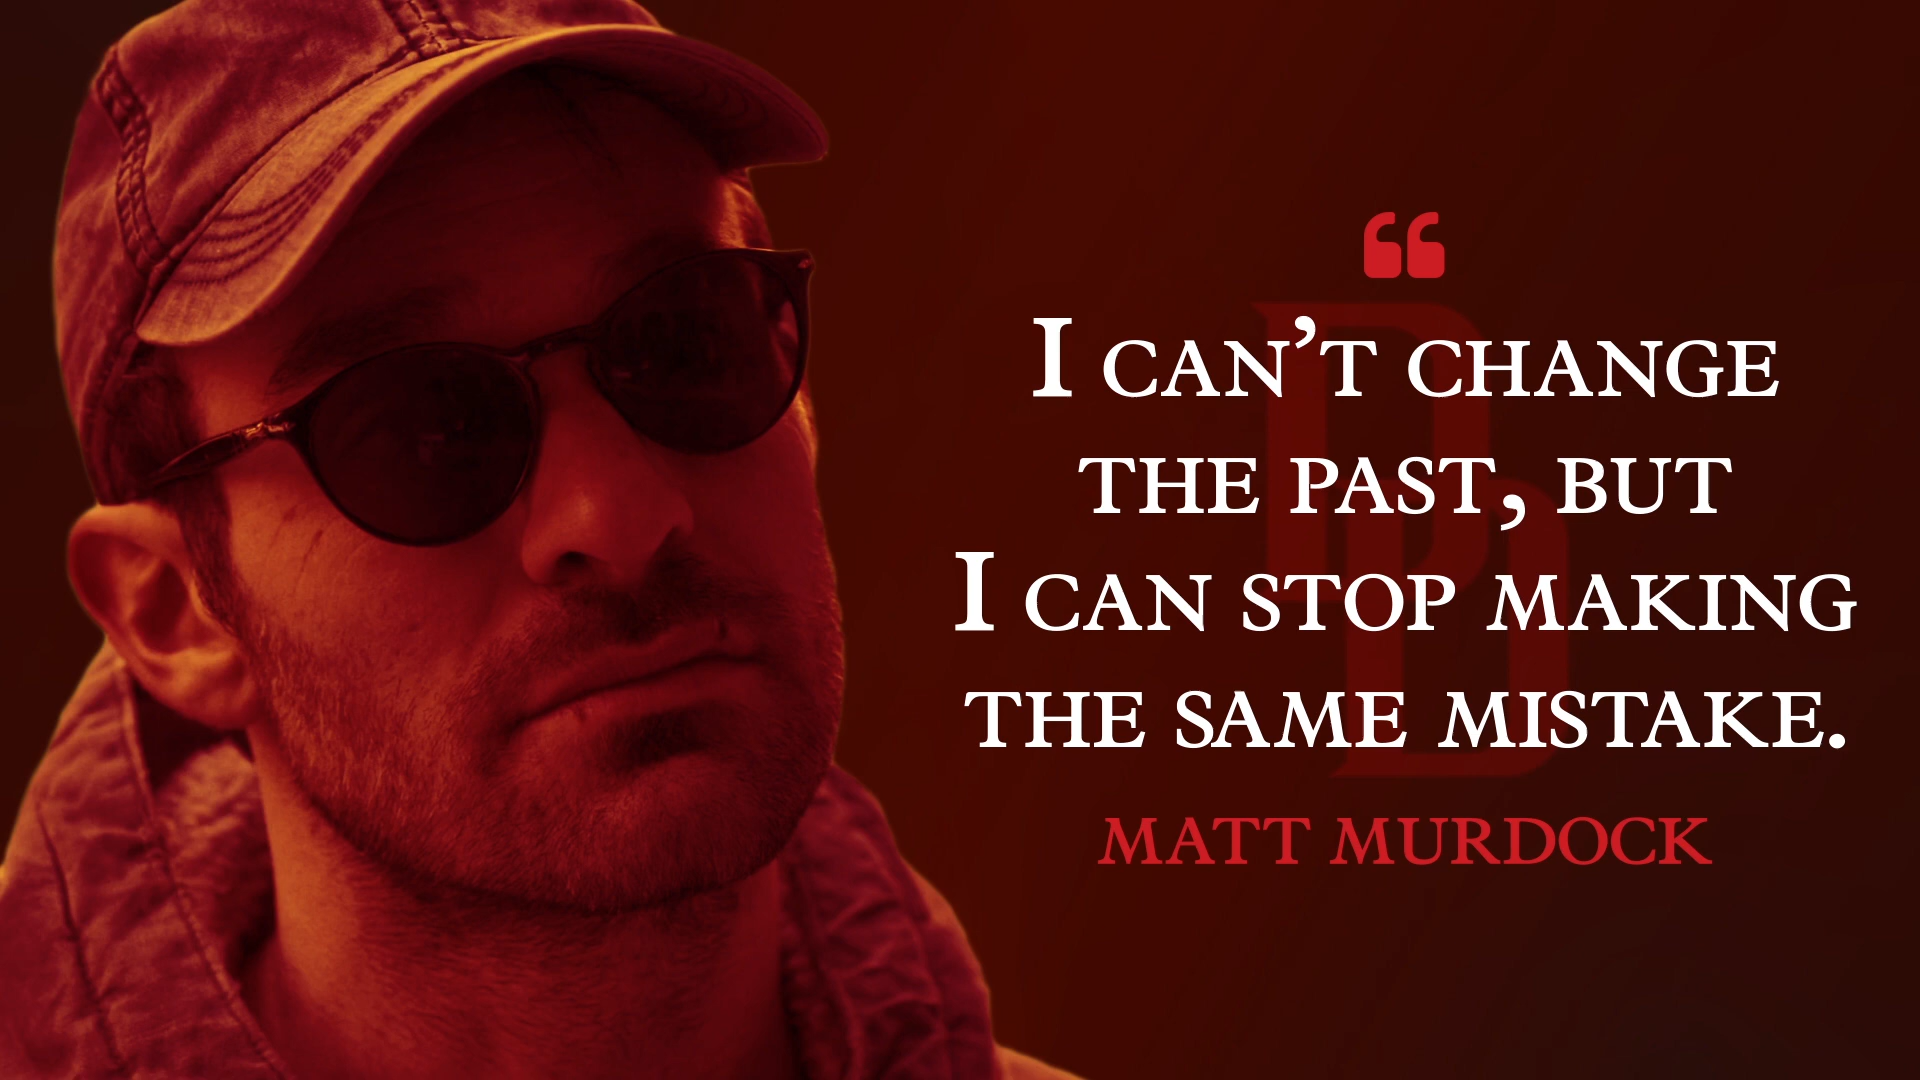 “
I CAN’T CHANGE
THE PAST, BUT
I CAN STOP MAKING
THE SAME MISTAKE.
MATT MURDOCK